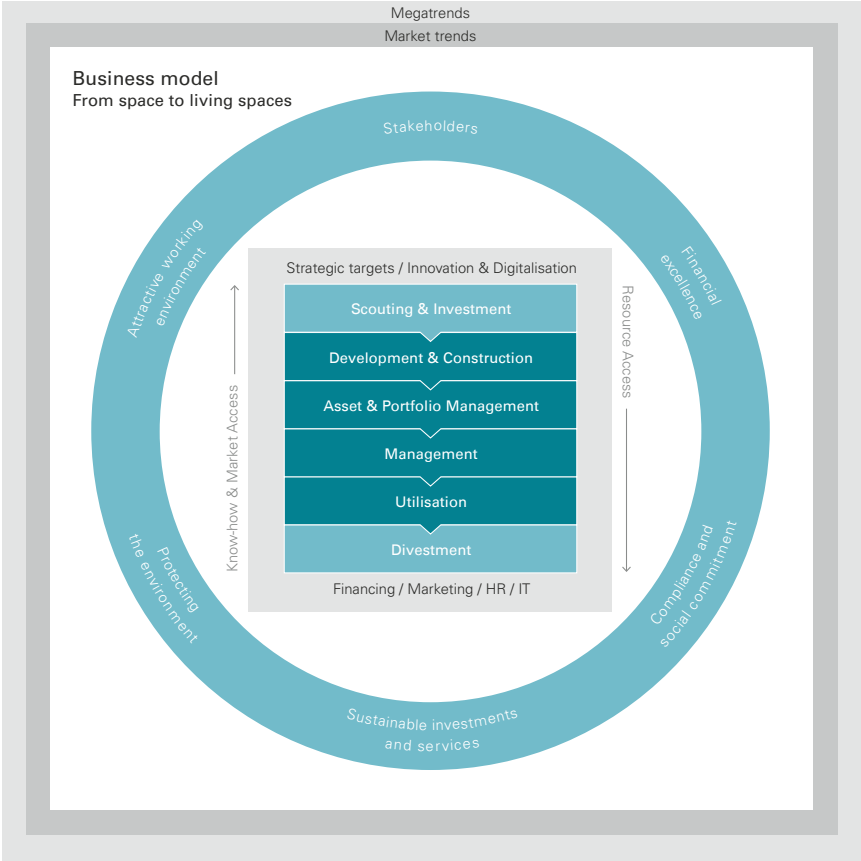 Megatrends
Market trends
Business model
From space to living spaces
Stakeholders
Attractive working
environment
Financial
excellence
Strategic targets / Innovation & Digitalisation
Scouting & Investment
Development & Construction
Asset & Portfolio Management
Management
Utilisation
Divestment
Financing / Marketing / HR / IT
Know-how & Market Access
Resource Access
Protecting
the environment
Compliance and
social commitment
Sustainable investments
and services